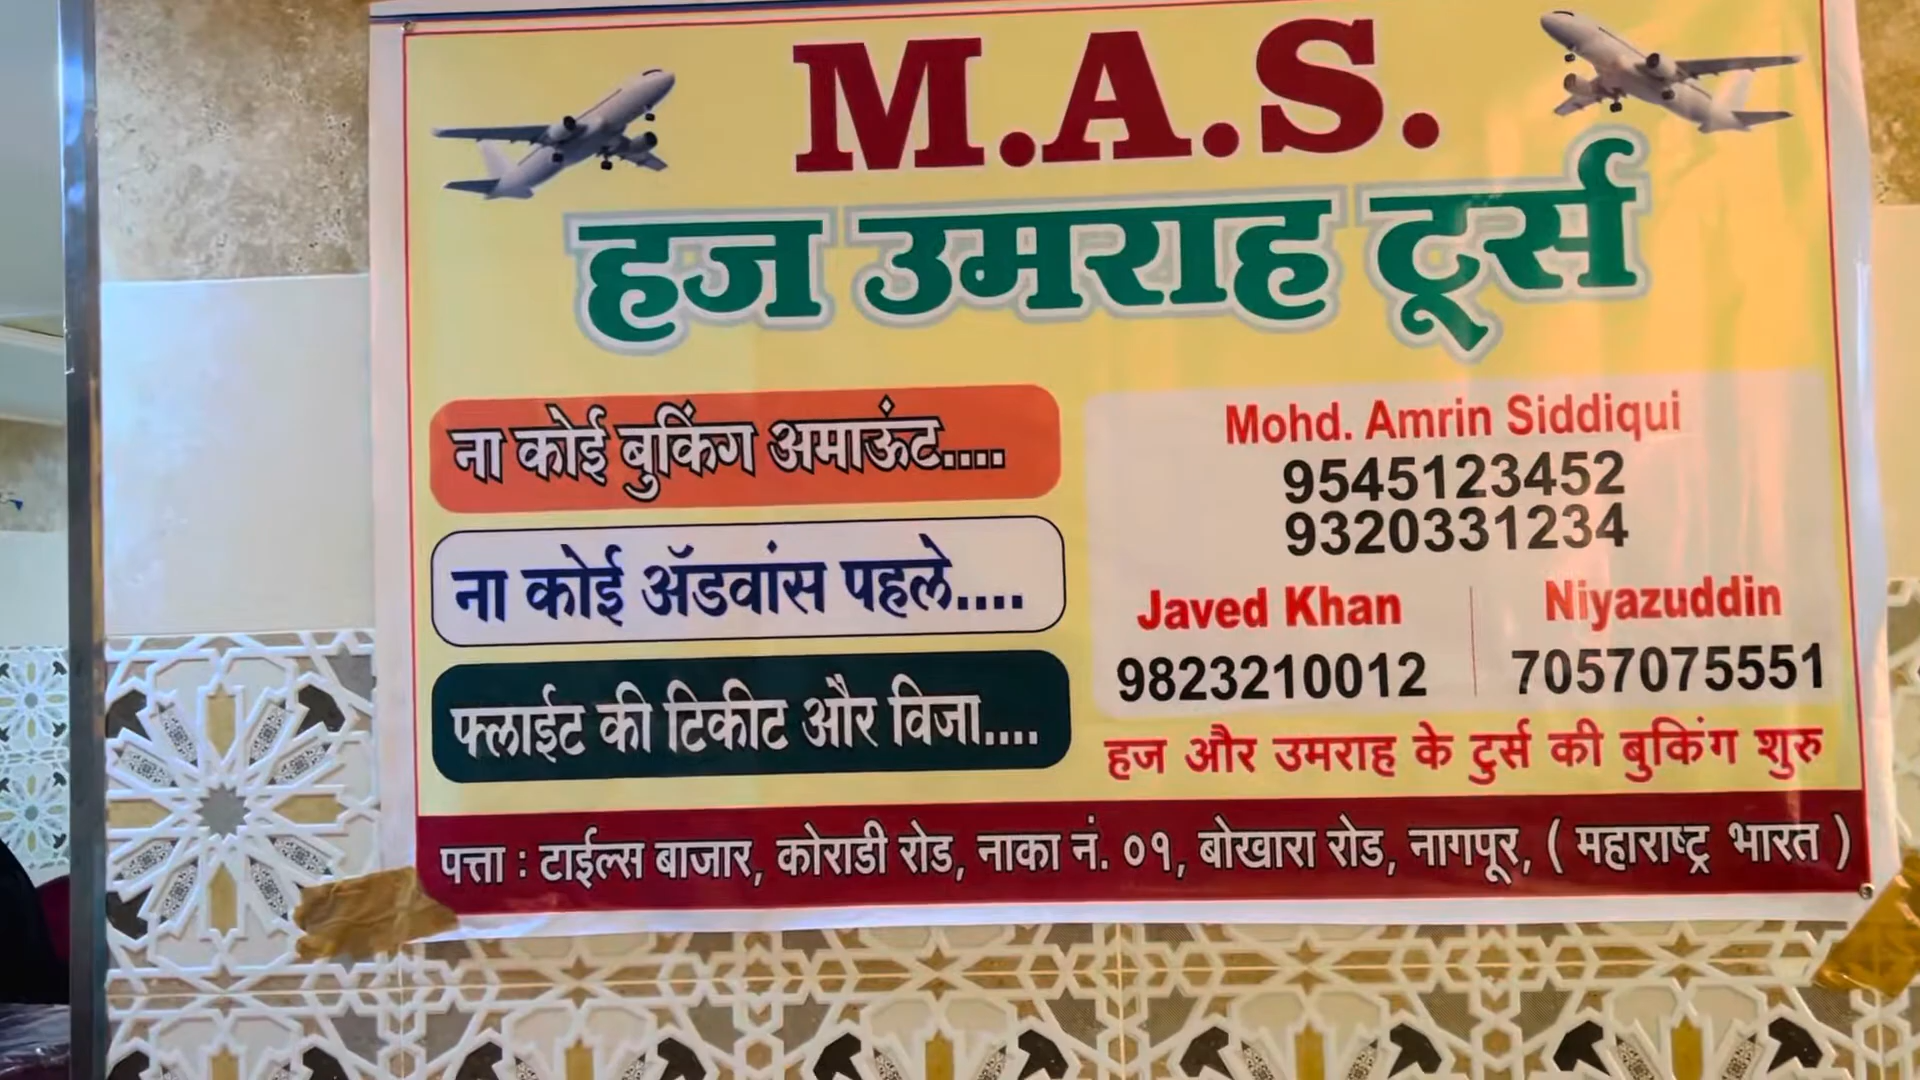 M.A.S.
हज उमराह टूर्स
ना कोई बुकिंग अमाऊंट....
ना कोई ॲडवांस पहले....
फ्लाईट की टिकीट और विजा....
Mohd. Amrin Siddiqui
9545123452
9320331234
Javed Khan
9823210012
Niyazuddin
7057075551
हज और उमराह के टुर्स की बुकिंग शुरु
पत्ता : टाईल्स बाजार, कोराडी रोड, नाका नं. ०१, बोखारा रोड, नागपूर, ( महाराष्ट्र भारत )